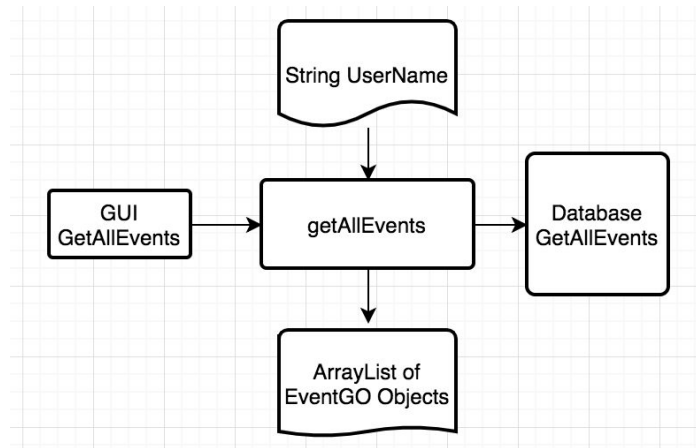 String UserName
GUI
GetAllEvents
getAllEvents
Database
GetAllEvents
ArrayList of
EventGO Objects